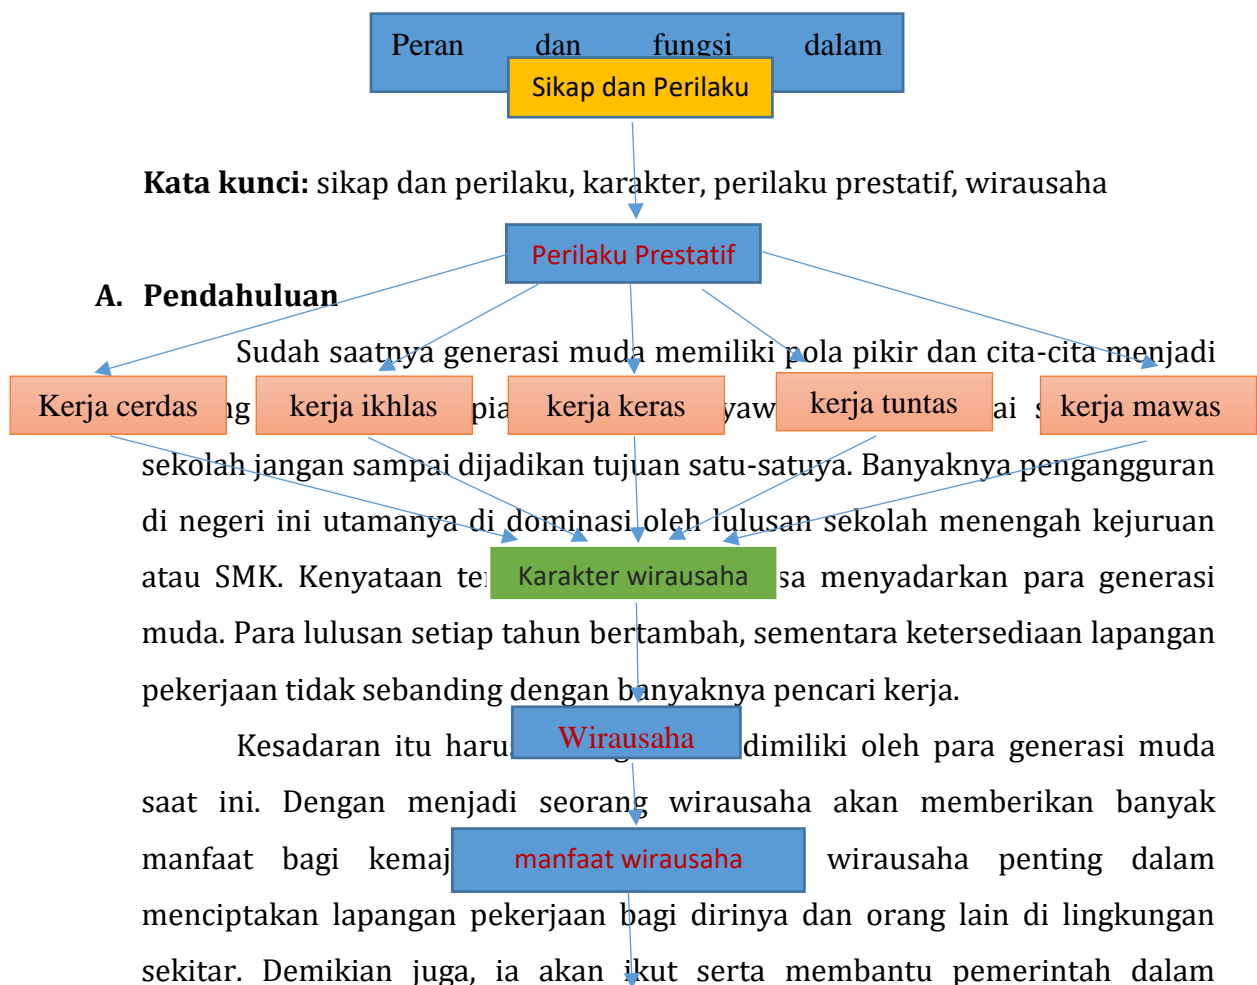 Peran dan fungsi dalam
Sikap dan Perilaku
Kata kunci: sikap dan perilaku, karakter, perilaku prestatif, wirausaha
Perilaku Prestatif
A. Pendahuluan
Sudah saatnya generasi muda memiliki pola pikir dan cita-cita menjadi
Kerja cerdas kerja ikhlas kerja keras kerja tuntas kerja mawas
sekolah jangan sampai dijadikan tujuan satu-satuya. Banyaknya pengangguran
di negeri ini utamanya di dominasi oleh lulusan sekolah menengah kejuruan
atau SMK. Kenyataan menyadarkan para generasi
Karakter wirausaha
muda. Para lulusan setiap tahun bertambah, sementara ketersediaan lapangan
pekerjaan tidak sebanding dengan banyaknya pencari kerja.
Kesadaran itu dimiliki oleh para generasi muda
Wirausaha
saat ini. Dengan menjadi seorang wirausaha akan memberikan banyak
manfaat bagi wirausaha penting dalam
manfaat wirausaha
menciptakan lapangan pekerjaan bagi dirinya dan orang lain di lingkungan
sekitar. Demikian juga, ia akan ikut serta membantu pemerintah dalam